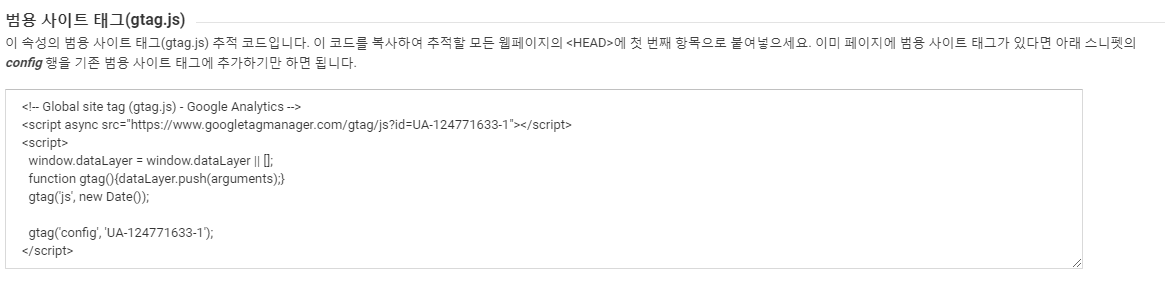 범용 사이트 태그(gtag.js)
이 속성의 범용 사이트 태그(gtag.js) 추적 코드입니다. 이 코드를 복사하여 추적할 모든 웹페이지의 <HEAD>에 첫 번째 항목으로 붙여넣으세요. 이미 페이지에 범용 사이트 태그가 있다면 아래 스니펫의
config 행을 기존 범용 사이트 태그에 추가하기만 하면 됩니다.
<!-- Global site tag (gtag.js) - Google Analytics -->
<script async src="https://www.googletagmanager.com/gtag/js?id=UA-124771633-1"></script>
<script>
  window.dataLayer = window.dataLayer || [];
  function gtag(){dataLayer.push(arguments);}
  gtag('js', new Date());

  gtag('config', 'UA-124771633-1');
</script>